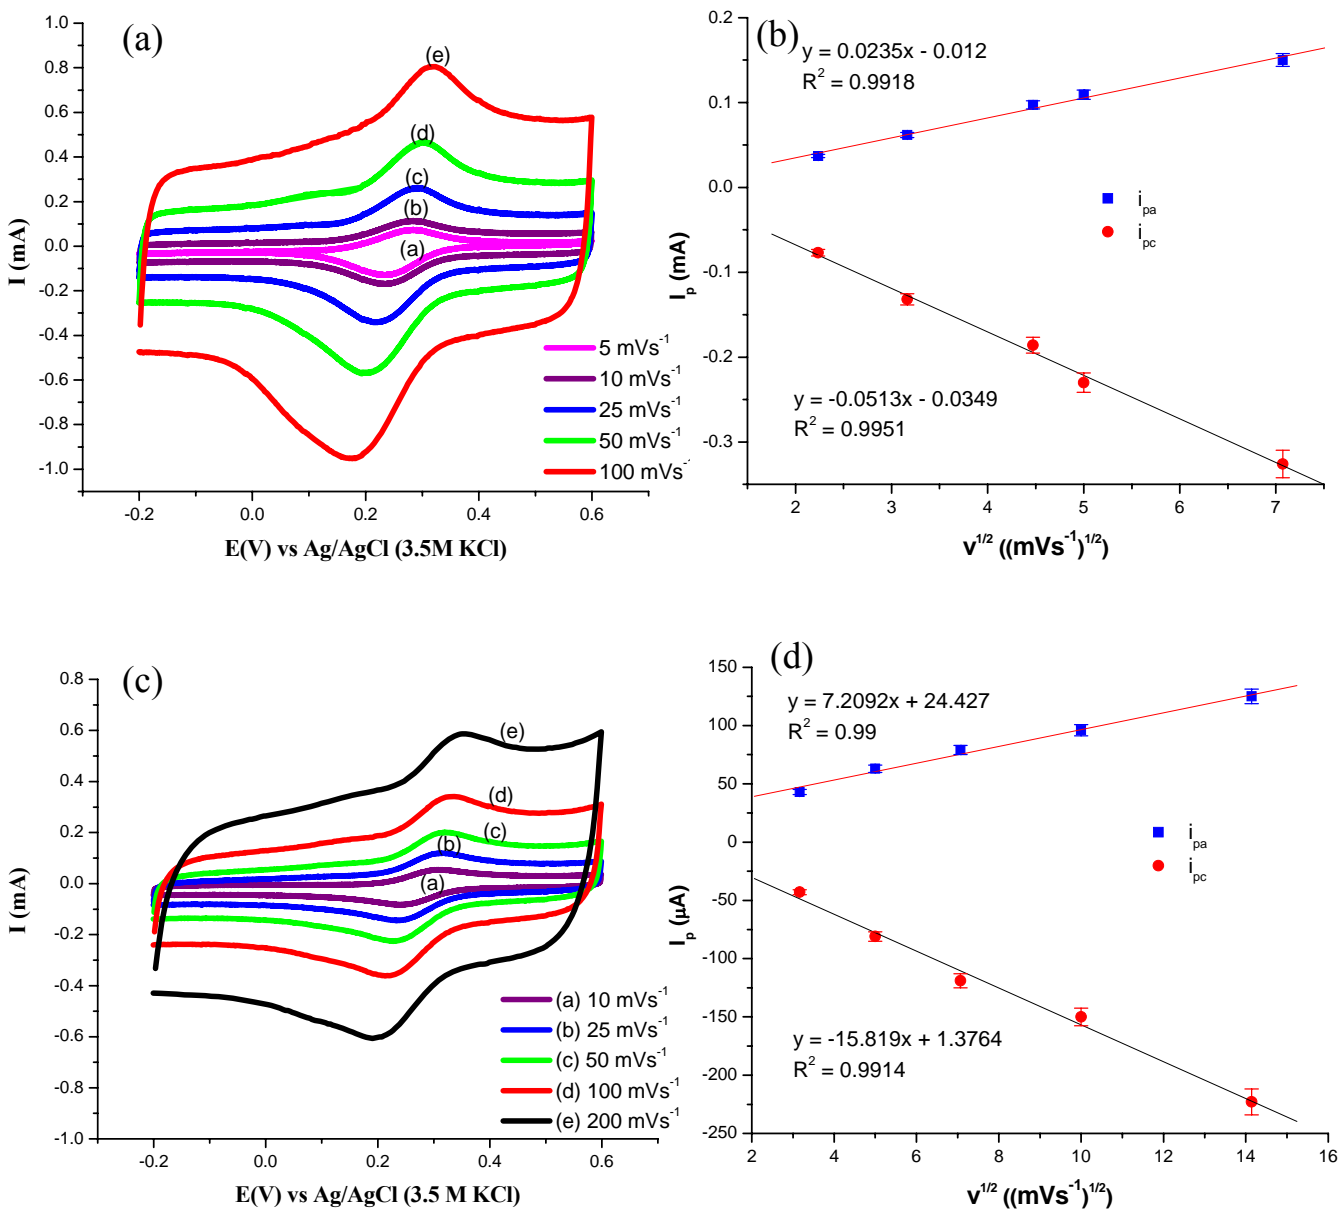 (a)
1.0
0.8
0.6
0.4
0.2
0.0
-0.2
-0.4
-0.6
-0.8
-1.0
I (mA)
(e)
(d)
(c)
(b)
(a)
5 mVs-1
10 mVs-1
25 mVs-1
50 mVs-1
100 mVs-1
-0.2 0.0 0.2 0.4 0.6
E(V) vs Ag/AgCl (3.5M KCl)
(b)
y = 0.0235x - 0.012
R2 = 0.9918
0.2
0.1
0.0
-0.1
-0.2
-0.3
Ip (mA)
ipa
ipc
y = -0.0513x - 0.0349
R2 = 0.9951
2 3 4 5 6 7
v1/2 ((mVs-1)1/2)
(c)
0.8
0.6
0.4
0.2
0.0
-0.2
-0.4
-0.6
-0.8
-1.0
I (mA)
(e)
(d)
(c)
(b)
(a)
(a) 10 mVs-1
(b) 25 mVs-1
(c) 50 mVs-1
(d) 100 mVs-1
(e) 200 mVs-1
-0.2 0.0 0.2 0.4 0.6
E(V) vs Ag/AgCl (3.5 M KCl)
(d)
y = 7.2092x + 24.427
R2 = 0.99
150
100
50
0
-50
-100
-150
-200
-250
Ip (μA)
ipa
ipc
y = -15.819x + 1.3764
R2 = 0.9914
2 4 6 8 10 12 14 16
v1/2 ((mVs-1)1/2)